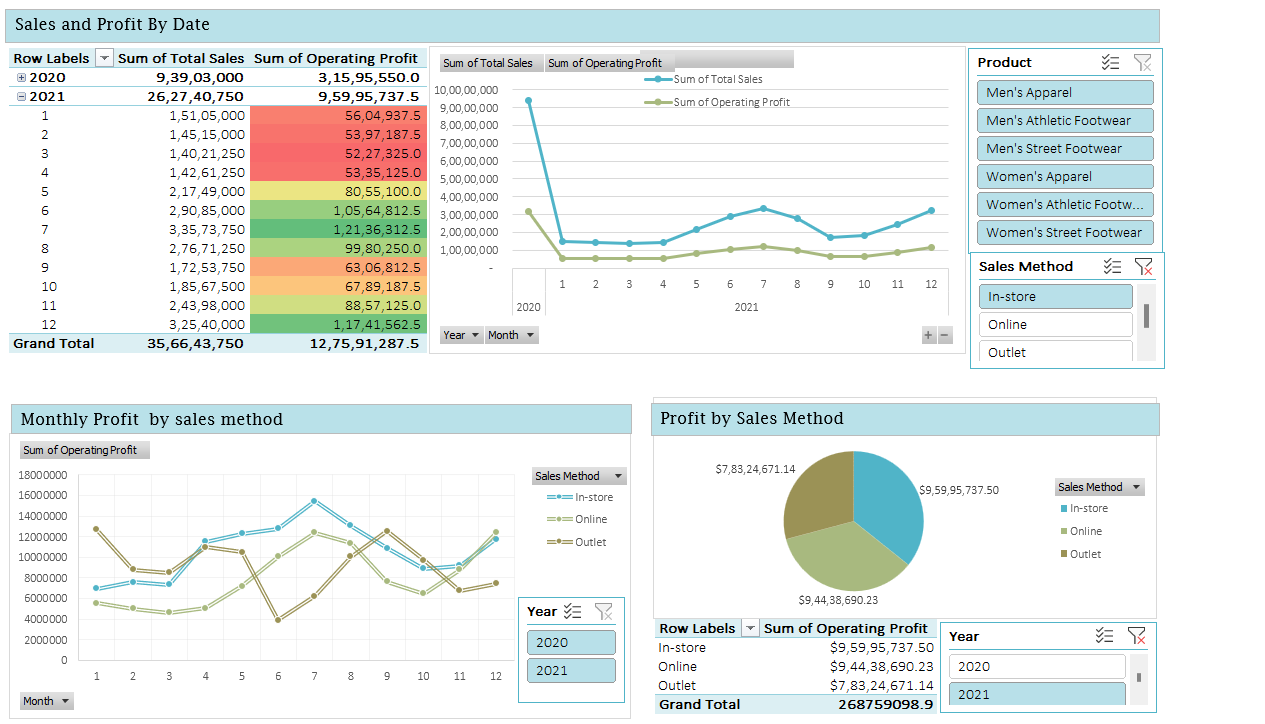 Sales and Profit By Date
Row Labels Sum of Total Sales Sum of Operating Profit
2020 9,39,03,000 3,15,95,550.0
2021 26,27,40,750 9,59,95,737.5
1 1,51,05,000 56,04,937.5
2 1,45,15,000 53,97,187.5
3 1,40,21,250 52,27,325.0
4 1,42,61,250 53,35,125.0
5 2,17,49,000 80,55,100.0
6 2,90,85,000 1,05,64,812.5
7 3,35,73,750 1,21,36,312.5
8 2,76,71,250 99,80,250.0
9 1,72,53,750 63,06,812.5
10 1,85,67,500 67,89,187.5
11 2,43,98,000 88,57,125.0
12 3,25,40,000 1,17,41,562.5
Grand Total 35,66,43,750 12,75,91,287.5
Sum of Total Sales Sum of Operating Profit
Sum of Total Sales
Sum of Operating Profit
10,00,00,000
9,00,00,000
8,00,00,000
7,00,00,000
6,00,00,000
5,00,00,000
4,00,00,000
3,00,00,000
2,00,00,000
1,00,00,000
-
1 2 3 4 5 6 7 8 9 10 11 12
2020 2021
Year Month + -
Product
Men's Apparel
Men's Athletic Footwear
Men's Street Footwear
Women's Apparel
Women's Athletic Footw...
Women's Street Footwear
Sales Method
In-store
Online
Outlet
Monthly Profit by sales method
Sum of Operating Profit
18000000
16000000
14000000
12000000
10000000
8000000
6000000
4000000
2000000
0
1 2 3 4 5 6 7 8 9 10 11 12
Month
Sales Method
In-store
Online
Outlet
Year
2020
2021
Profit by Sales Method
$7,83,24,671.14
$9,59,95,737.50
$9,44,38,690.23
Sales Method
In-store
Online
Outlet
Row Labels Sum of Operating Profit
In-store $9,59,95,737.50
Online $9,44,38,690.23
Outlet $7,83,24,671.14
Grand Total 268759098.9
Year
2020
2021